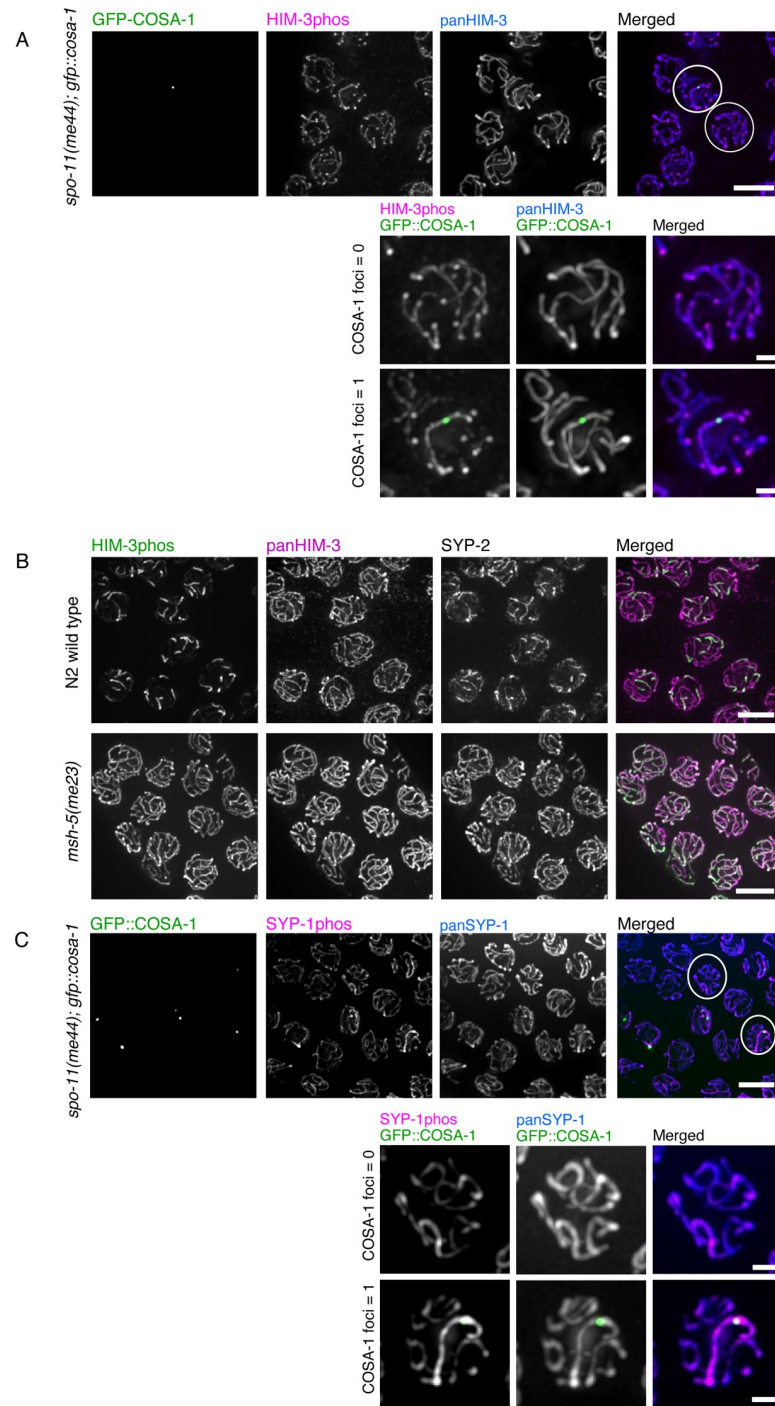 A
GFP-COSA-1
HIM-3phos
panHIM-3
Merged
spo-11(me44); gfp::cosa-1
HIM-3phos
GFP::COSA-1
panHIM-3
GFP::COSA-1
Merged
COSA-1 foci = 0
COSA-1 foci = 1
B
HIM-3phos
panHIM-3
SYP-2
Merged
N2 wild type
msh-5(me23)
C
GFP::COSA-1
SYP-1phos
panSYP-1
Merged
spo-11(me44); gfp::cosa-1
SYP-1phos
GFP::COSA-1
panSYP-1
GFP::COSA-1
Merged
COSA-1 foci = 0
COSA-1 foci = 1